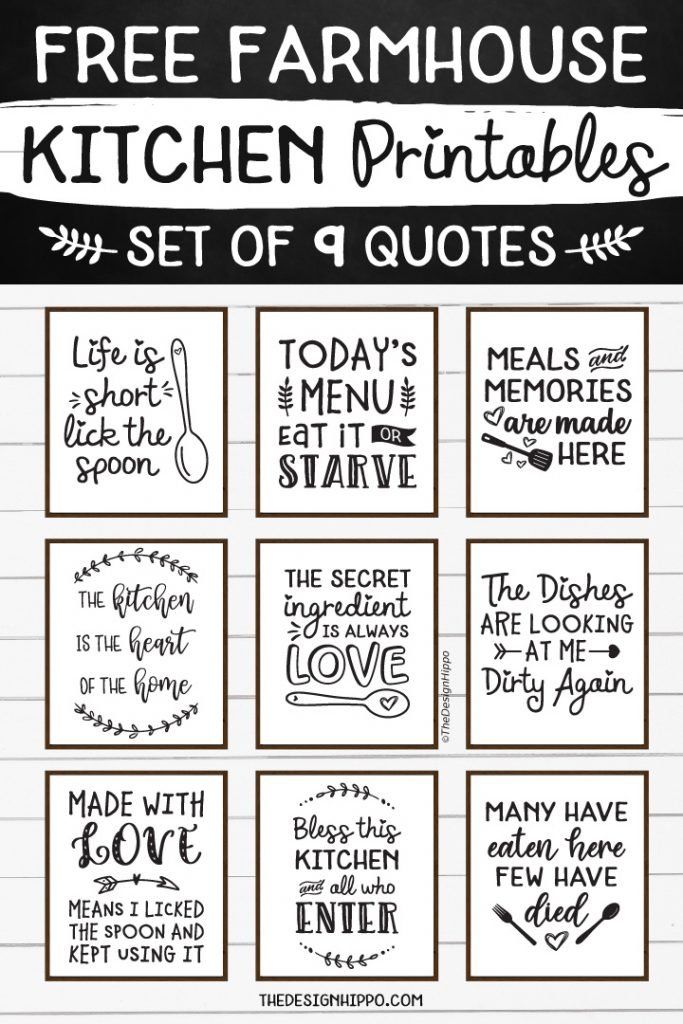 FREE FARMHOUSE
KITCHEN Printables
SET OF 9 QUOTES
Life is
short
lick the
spoon
TODAY'S
MENU
Eat it OR
STARVE
MEALS and
MEMORIES
are made
HERE
THE kitchen
IS THE heart
OF THE home
THE SECRET
ingredient
IS ALWAYS
LOVE
©TheDesignHippo
The Dishes
ARE LOOKING
AT ME
Dirty Again
MADE WITH
LOVE
MEANS I LICKED
THE SPOON AND
KEPT USING IT
Bless this
KITCHEN
and all who
ENTER
MANY HAVE
eaten here
FEW HAVE
died
THEDESIGNHIPPO.COM